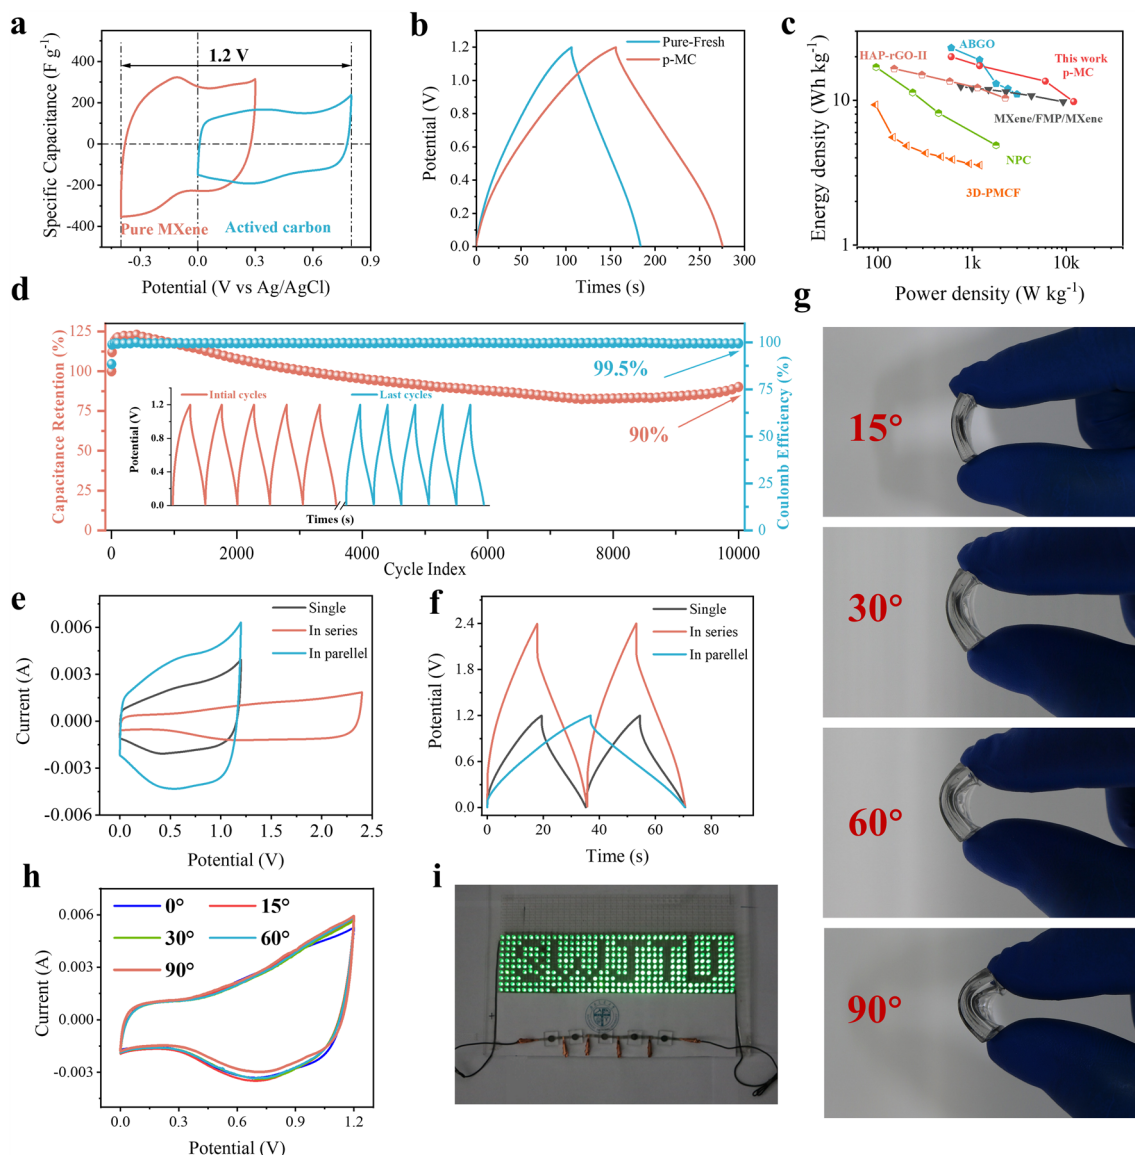 a
Specific Capacitance (F g⁻¹)
400
200
0
-200
-400
1.2 V
Pure MXene
Actived carbon
-0.3
0.0
0.3
0.6
0.9
Potential (V vs Ag/AgCl)
b
Potential (V)
1.6
1.4
1.2
1.0
0.8
0.6
0.4
0.2
0.0
Pure-Fresh
p-MC
0
50
100
150
200
250
300
Times (s)
c
Energy density (Wh kg⁻¹)
10
1
HAP-rGO-II
ABGO
This work
p-MC
MXene/FMP/MXene
NPC
3D-PMCF
100
1k
10k
Power density (W kg⁻¹)
d
Capacitance Retention (%)
125
100
75
50
25
0
99.5%
90%
Potential (V)
1.2
0.8
0.4
0.0
Intial cycles
Last cycles
Times (s)
0
2000
4000
6000
8000
10000
Cycle Index
100
75
50
25
0
Coulomb Efficiency (%)
e
Current (A)
0.006
0.003
0.000
-0.003
-0.006
Single
In series
In parellel
0.0
0.5
1.0
1.5
2.0
2.5
Potential (V)
f
Potential (V)
2.4
1.8
1.2
0.6
0.0
Single
In series
In parellel
0
20
40
60
80
Time (s)
g
15°
30°
60°
90°
h
Current (A)
0.006
0.003
0.000
-0.003
0°
15°
30°
60°
90°
0.0
0.3
0.6
0.9
1.2
Potential (V)
i
SWJTU